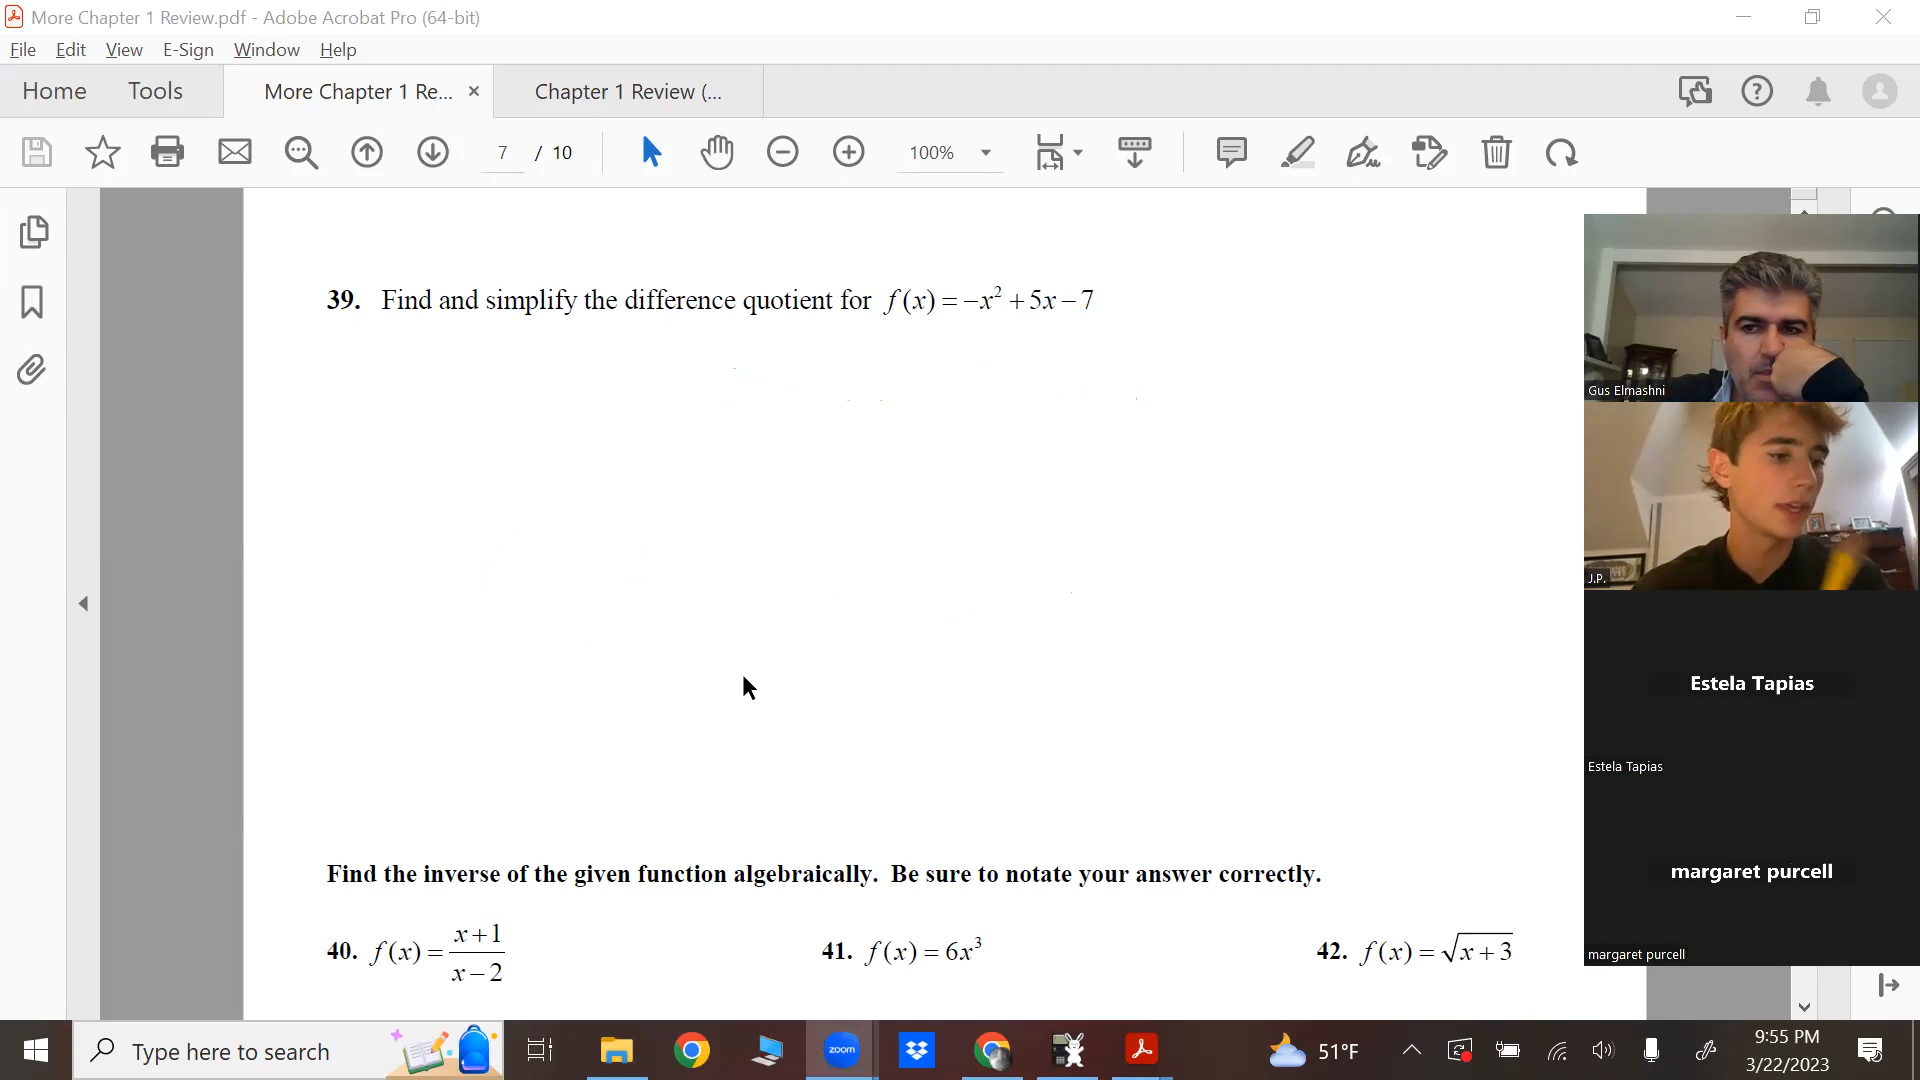 More Chapter 1 Review.pdf - Adobe Acrobat Pro (64-bit)
File Edit View E-Sign Window Help
Home Tools More Chapter 1 Re... × Chapter 1 Review (...
7 / 10 100%
39. Find and simplify the difference quotient for f(x) = −x² + 5x − 7
Gus Elmashni
J.P.
Estela Tapias
Estela Tapias
margaret purcell
margaret purcell
Find the inverse of the given function algebraically. Be sure to notate your answer correctly.
40. f(x) = (x+1)/(x−2) 41. f(x) = 6x³ 42. f(x) = √(x+3)
Type here to search zoom 51°F 9:55 PM
3/22/2023